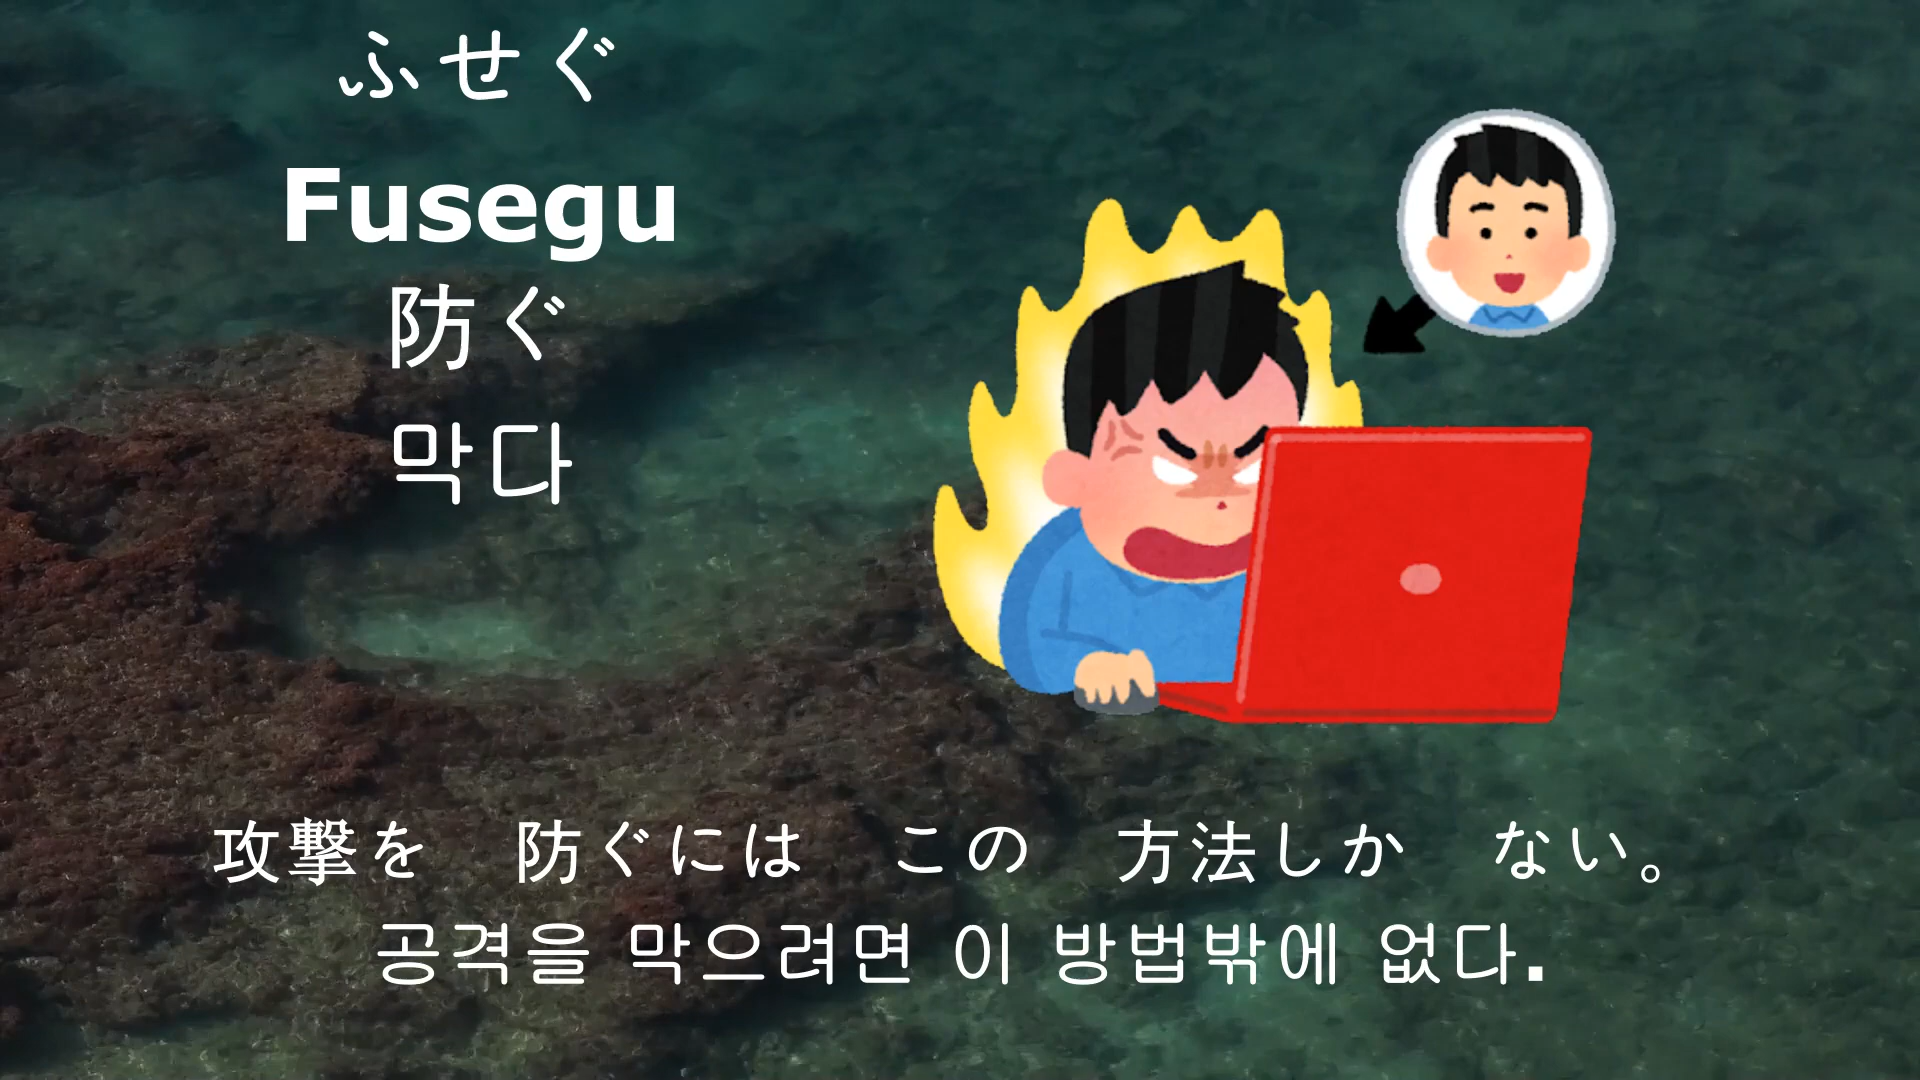 ふせぐ
Fusegu
防ぐ
막다
攻撃を　防ぐには　この　方法しか　ない。
공격을 막으려면 이 방법밖에 없다.